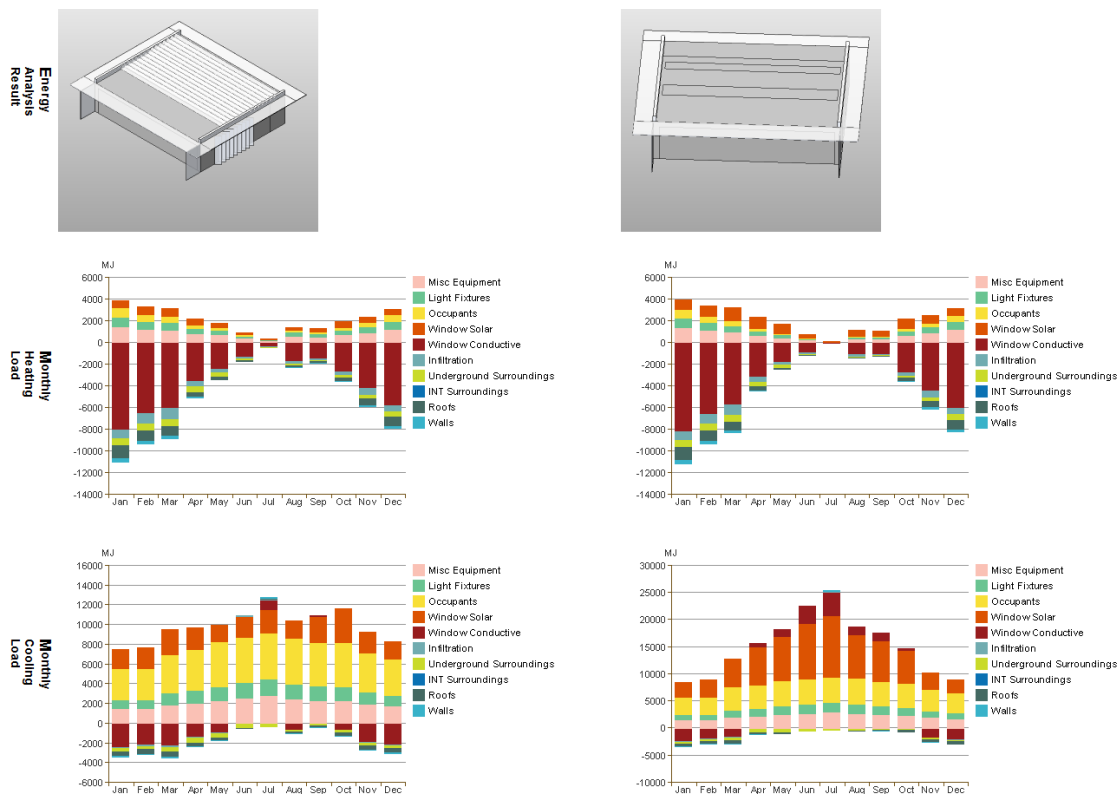 Energy
Analysis
Result
Monthly
Heating
Load
MJ
6000
4000
2000
0
-2000
-4000
-6000
-8000
-10000
-12000
-14000
Jan Feb Mar Apr May Jun Jul Aug Sep Oct Nov Dec
Misc Equipment
Light Fixtures
Occupants
Window Solar
Window Conductive
Infiltration
Underground Surroundings
INT Surroundings
Roofs
Walls
MJ
6000
4000
2000
0
-2000
-4000
-6000
-8000
-10000
-12000
-14000
Jan Feb Mar Apr May Jun Jul Aug Sep Oct Nov Dec
Misc Equipment
Light Fixtures
Occupants
Window Solar
Window Conductive
Infiltration
Underground Surroundings
INT Surroundings
Roofs
Walls
Monthly
Cooling
Load
MJ
16000
14000
12000
10000
8000
6000
4000
2000
0
-2000
-4000
-6000
Jan Feb Mar Apr May Jun Jul Aug Sep Oct Nov Dec
Misc Equipment
Light Fixtures
Occupants
Window Solar
Window Conductive
Infiltration
Underground Surroundings
INT Surroundings
Roofs
Walls
MJ
30000
25000
20000
15000
10000
5000
0
-5000
-10000
Jan Feb Mar Apr May Jun Jul Aug Sep Oct Nov Dec
Misc Equipment
Light Fixtures
Occupants
Window Solar
Window Conductive
Infiltration
Underground Surroundings
INT Surroundings
Roofs
Walls